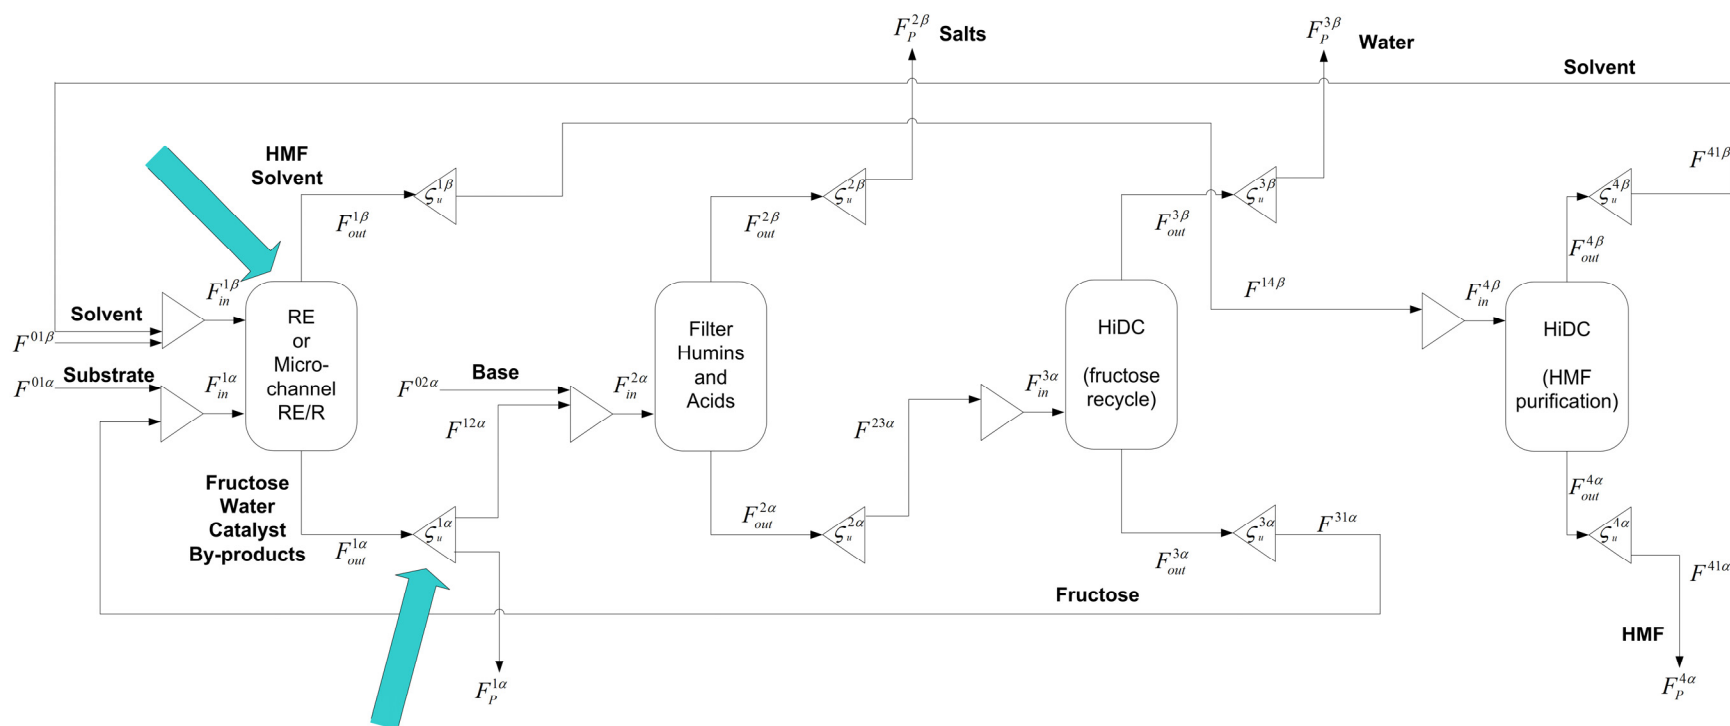 F_P^{2β} Salts
F_P^{3β} Water
Solvent
HMF
Solvent
ς_u^{1β}
F_out^{1β}
ς_u^{2β}
F_out^{2β}
ς_u^{3β}
F_out^{3β}
ς_u^{4β}
F_out^{4β}
F^{41β}
F_in^{1β}
Solvent
F^{01β}
F^{01α}
Substrate
F_in^{1α}
RE
or
Micro-
channel
RE/R
Base
F^{02α}
F_in^{2α}
F^{12α}
Filter
Humins
and
Acids
F^{23α}
F_in^{3α}
HiDC
(fructose
recycle)
F^{14β}
F_in^{4β}
HiDC
(HMF
purification)
Fructose
Water
Catalyst
By-products
F_out^{1α}
ς_u^{1α}
F_P^{1α}
F_out^{2α}
ς_u^{2α}
F_out^{3α}
ς_u^{3α}
F^{31α}
Fructose
F_out^{4α}
ς_u^{4α}
F^{41α}
HMF
F_P^{4α}